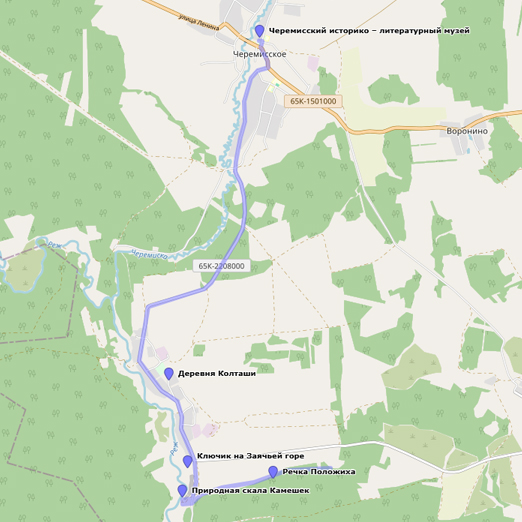 улица Ленина
Черемисский историко – литературный музей
Черемисское
65К-1501000
Воронино
Реж
Черемиска
65К-2208000
Деревня Колташи
Реж
Ключик на Заячьей горе
Речка Положиха
Природная скала Камешек